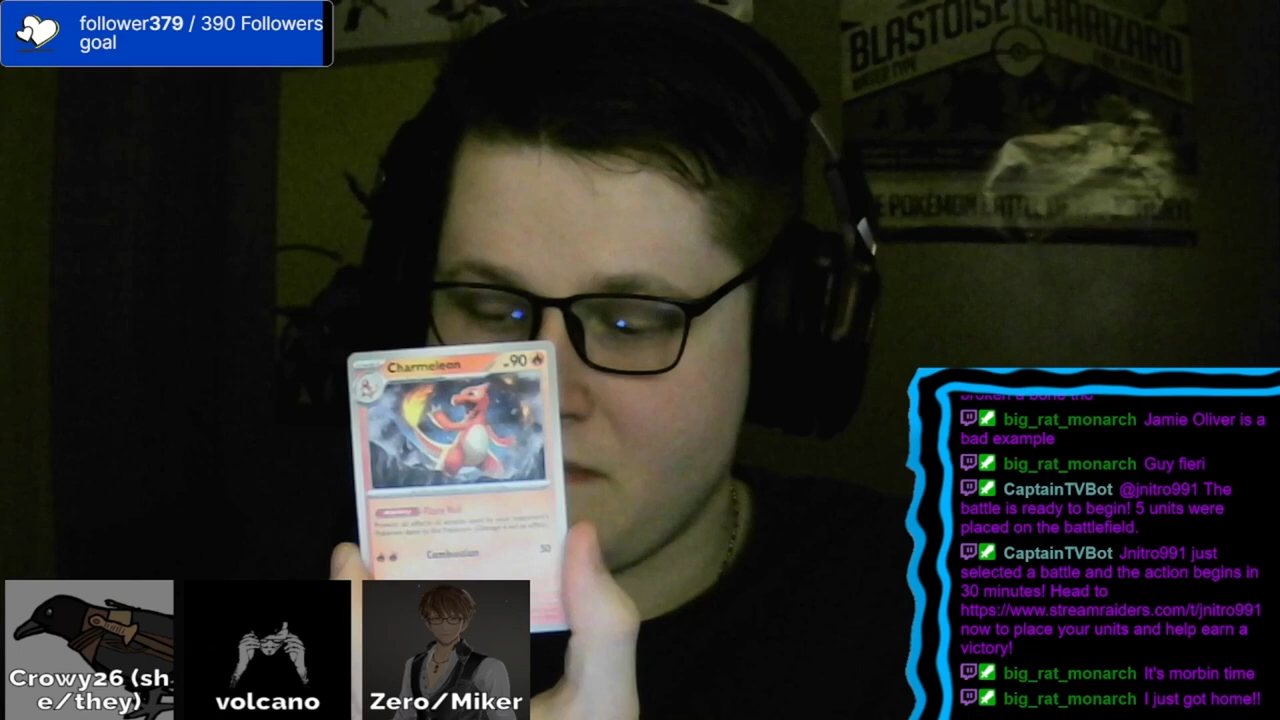 follower379 / 390 Followers
goal
BLASTOISE CHARIZARD
Charmeleon
90
Combustion
50
big_rat_monarch Jamie Oliver is a
bad example
big_rat_monarch Guy fieri
CaptainTVBot @jnitro991 The
battle is ready to begin! 5 units were
placed on the battlefield.
CaptainTVBot Jnitro991 just
selected a battle and the action begins in
30 minutes! Head to
https://www.streamraiders.com/t/jnitro991
now to place your units and help earn a
victory!
big_rat_monarch It's morbin time
big_rat_monarch I just got home!!
Crowy26 (sh
e/they)
volcano
Zero/Miker